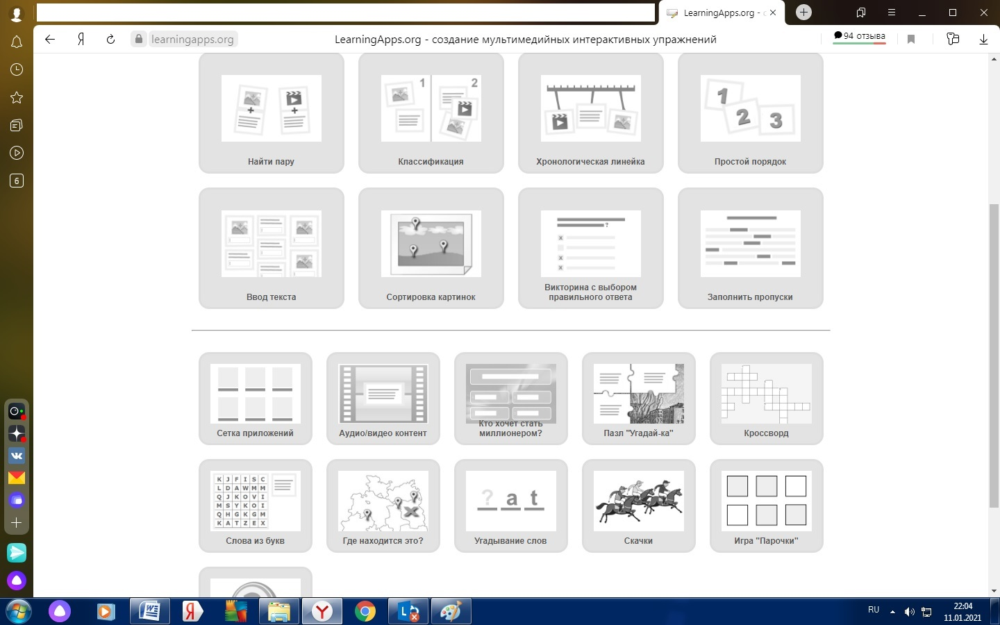 LearningApps.org - с
learningapps.org
LearningApps.org - создание мультимедийных интерактивных упражнений
94 отзыва
6
1
2
1
2
3
Найти пару
Классификация
Хронологическая линейка
Простой порядок
?
x
x
x
Ввод текста
Сортировка картинок
Викторина с выбором
правильного ответа
Заполнить пропуски
Сетка приложений
Аудио/видео контент
Кто хочет стать
миллионером?
Пазл "Угадай-ка"
Кроссворд
K J F I S C
L D A W M M
Q J K O V I
M S Y K O I
Q H G K G M
K A T Z E X
? a t
Слова из букв
Где находится это?
Угадывание слов
Скачки
Игра "Парочки"
RU
22:04
11.01.2021